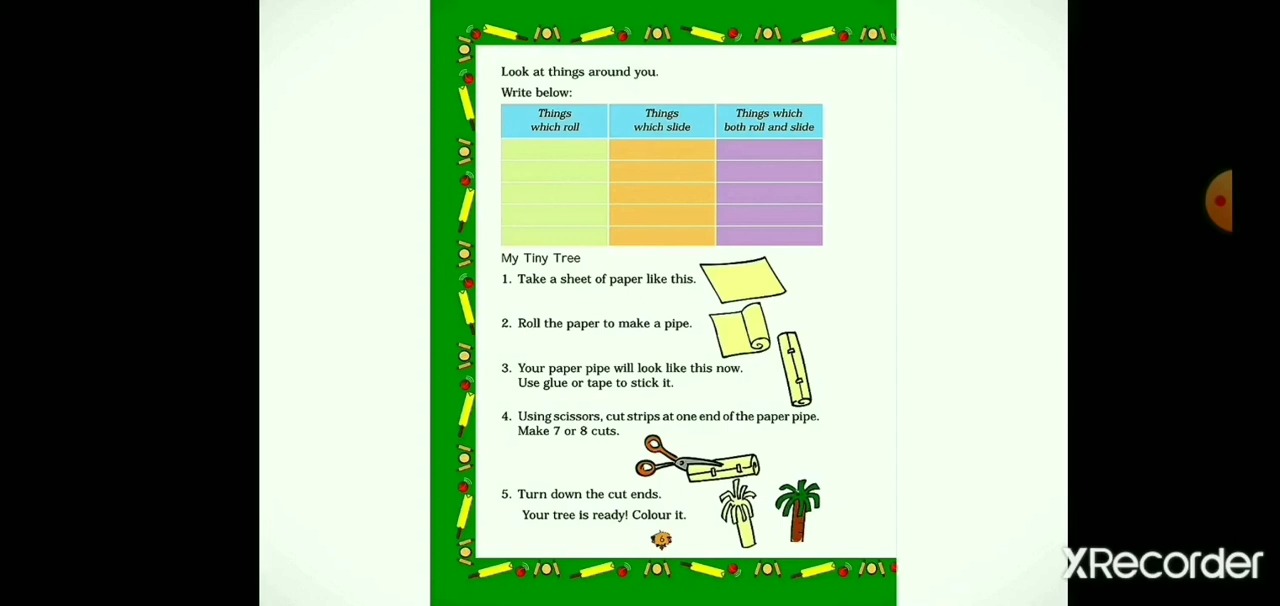 Look at things around you.
Write below:
Things which roll
Things which slide
Things which both roll and slide
My Tiny Tree
1. Take a sheet of paper like this.
2. Roll the paper to make a pipe.
3. Your paper pipe will look like this now.
Use glue or tape to stick it.
4. Using scissors, cut strips at one end of the paper pipe.
Make 7 or 8 cuts.
5. Turn down the cut ends.
Your tree is ready! Colour it.
6
XRecorder